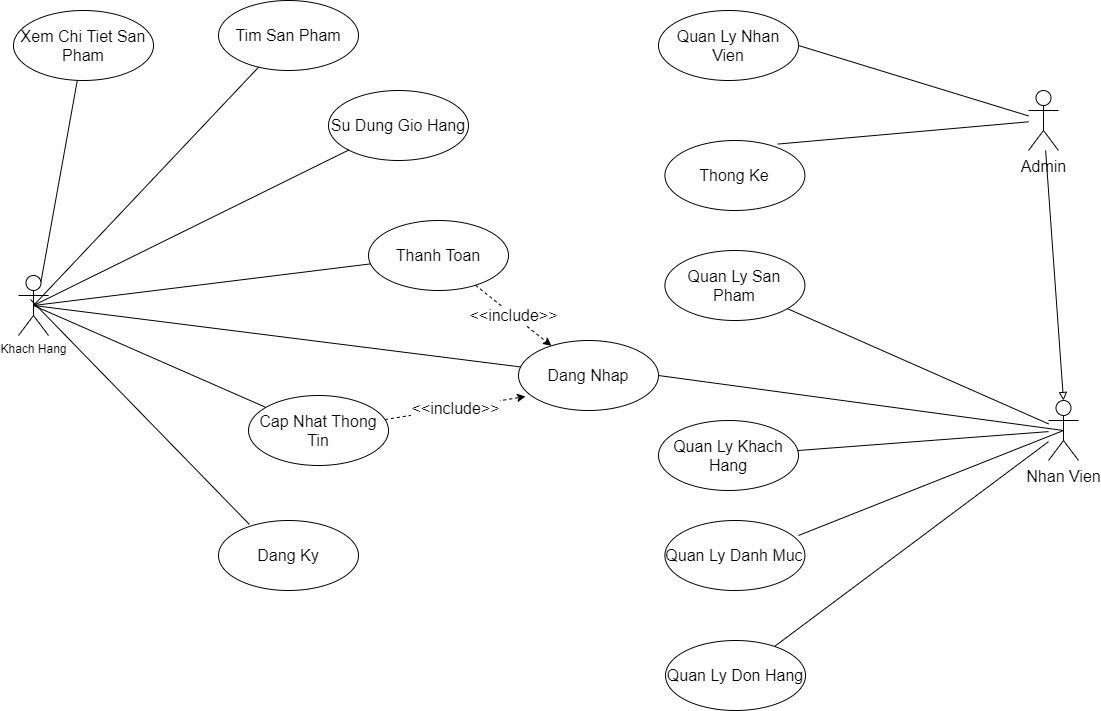 Xem Chi Tiet San
Pham
Tim San Pham
Su Dung Gio Hang
Thanh Toan
<<include>>
Khach Hang
Dang Nhap
Cap Nhat Thong
Tin
<<include>>
Dang Ky
Quan Ly Nhan
Vien
Thong Ke
Admin
Quan Ly San
Pham
Quan Ly Khach
Hang
Nhan Vien
Quan Ly Danh Muc
Quan Ly Don Hang